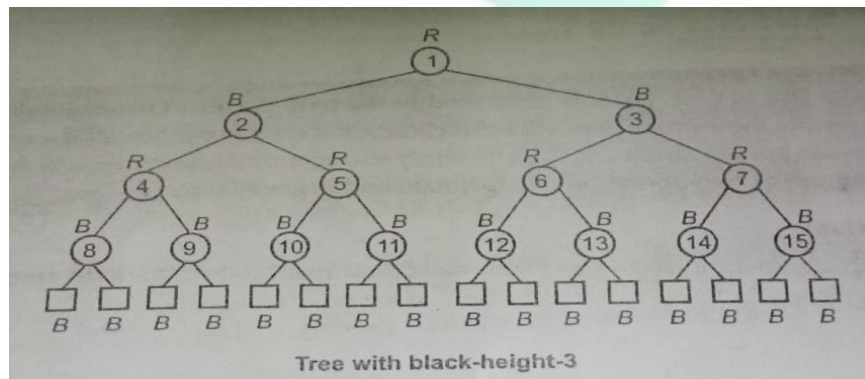 R
1
B B
2 3
R R R R
4 5 6 7
B B B B B B B B
8 9 10 11 12 13 14 15
B B B B B B B B B B B B B B B B
Tree with black-height-3